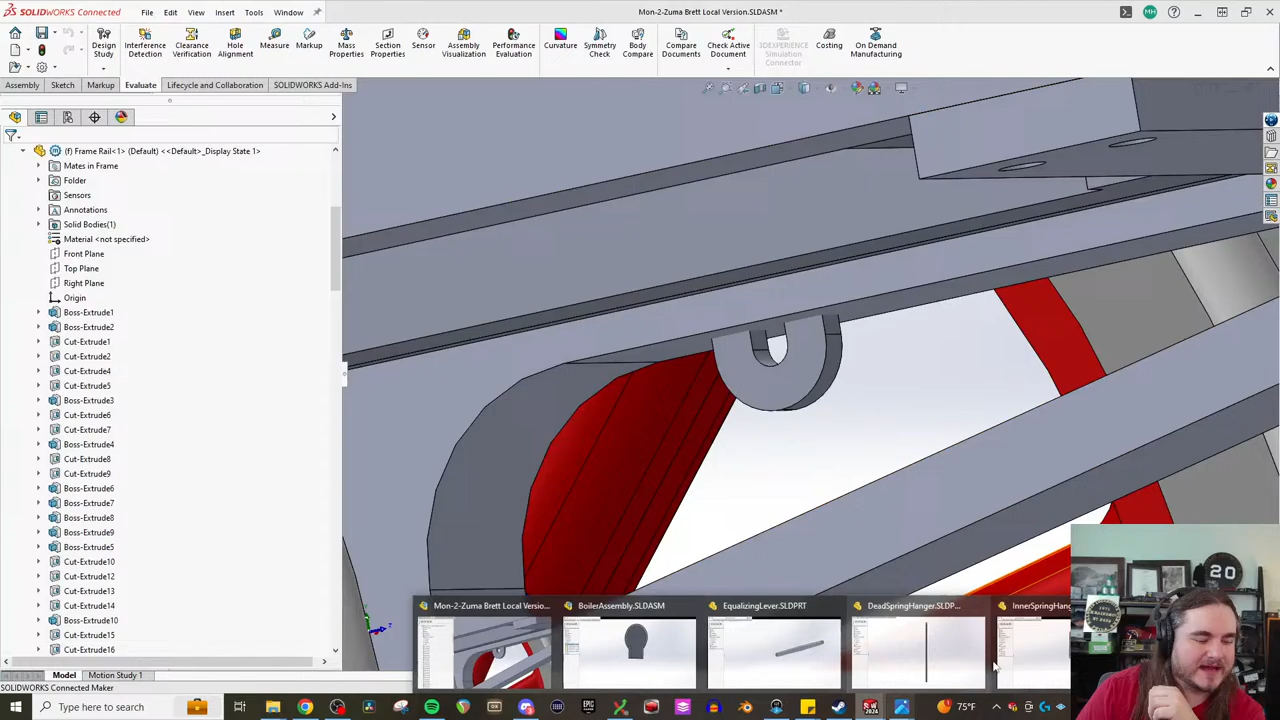 SOLIDWORKS Connected
File Edit View Insert Tools Window
Mon-2-Zuma Brett Local Version.SLDASM *
Design Study
Interference Detection
Clearance Verification
Hole Alignment
Measure
Markup
Mass Properties
Section Properties
Sensor
Assembly Visualization
Performance Evaluation
Curvature
Symmetry Check
Body Compare
Compare Documents
Check Active Document
3DEXPERIENCE Simulation Connector
Costing
On Demand Manufacturing
Assembly Sketch Markup Evaluate Lifecycle and Collaboration SOLIDWORKS Add-Ins
(f) Frame Rail<1> (Default) <<Default>_Display State 1>
Mates in Frame
Folder
Sensors
Annotations
Solid Bodies(1)
Material <not specified>
Front Plane
Top Plane
Right Plane
Origin
Boss-Extrude1
Boss-Extrude2
Cut-Extrude1
Cut-Extrude2
Cut-Extrude4
Cut-Extrude5
Boss-Extrude3
Cut-Extrude6
Cut-Extrude7
Boss-Extrude4
Cut-Extrude8
Cut-Extrude9
Boss-Extrude6
Boss-Extrude7
Boss-Extrude8
Boss-Extrude9
Boss-Extrude5
Cut-Extrude10
Cut-Extrude12
Cut-Extrude13
Cut-Extrude14
Boss-Extrude10
Cut-Extrude15
Cut-Extrude16
Mon-2-Zuma Brett Local Versio... BoilerAssembly.SLDASM EqualizingLever.SLDPRT DeadSpringHanger.SLDP... InnerSpringHang
20
Model Motion Study 1
SOLIDWORKS Connected Maker
Type here to search
75°F